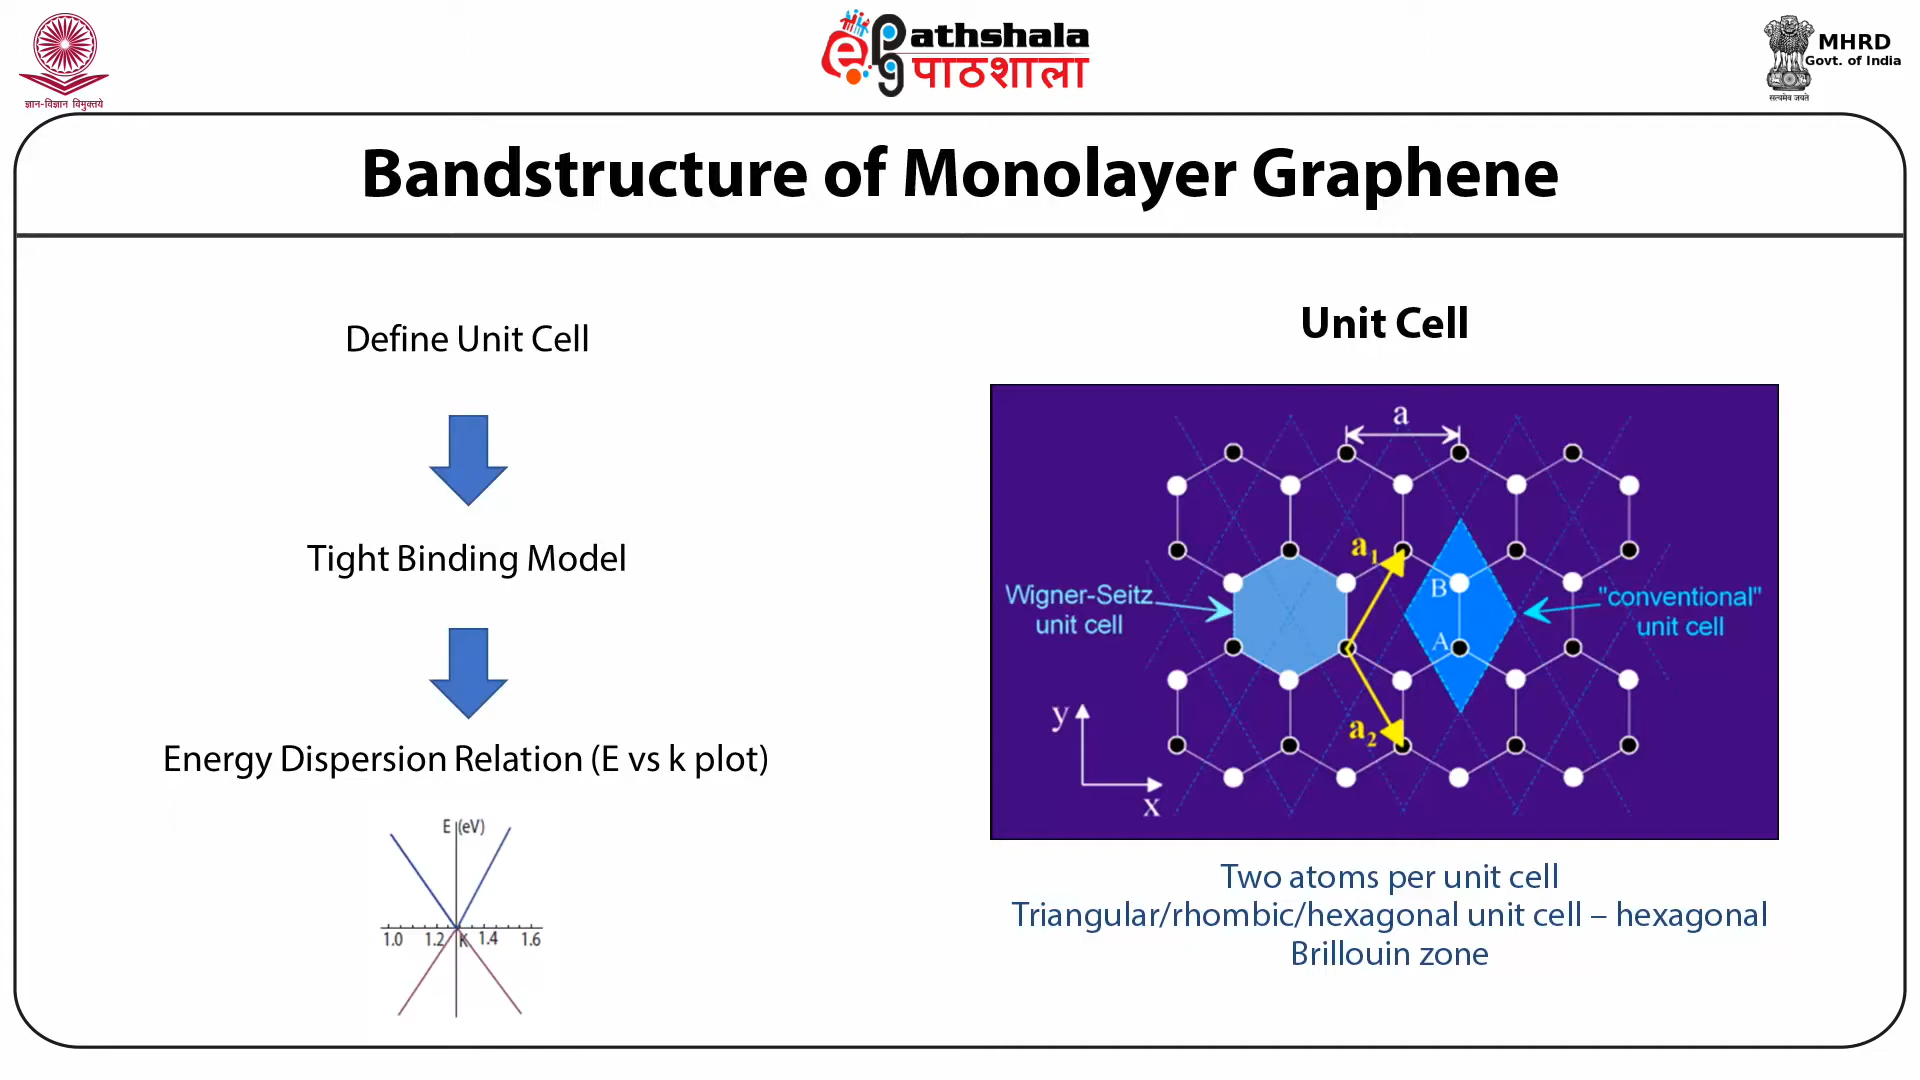 ज्ञान-विज्ञान विमुक्तये
ePathshala
पाठशाला
MHRD
Govt. of India
सत्यमेव जयते
Bandstructure of Monolayer Graphene
Define Unit Cell
Tight Binding Model
Energy Dispersion Relation (E vs k plot)
E (eV)
1.0 1.2 K 1.4 1.6
Unit Cell
a
a1
B
Wigner-Seitz
unit cell
"conventional"
unit cell
A
a2
y
x
Two atoms per unit cell
Triangular/rhombic/hexagonal unit cell – hexagonal
Brillouin zone